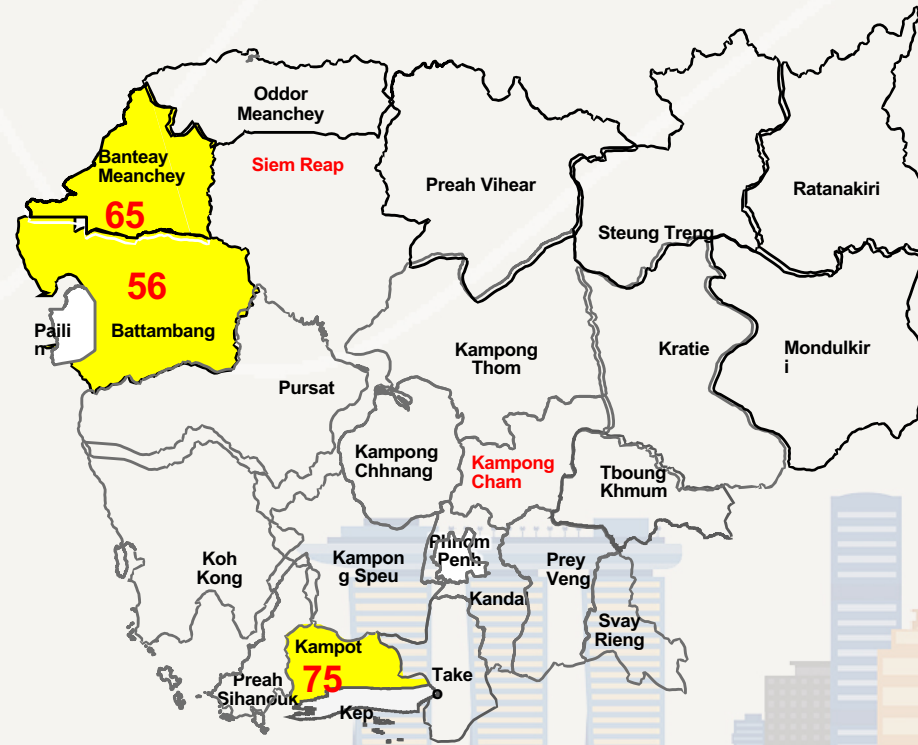 Oddor
Meanchey
Banteay
Meanchey
Siem Reap
Preah Vihear
Ratanakiri
65
Steung Treng
56
Paili
n
Battambang
Kampong
Thom
Kratie
Mondulkir
i
Pursat
Kampong
Chhnang
Kampong
Cham
Tboung
Khmum
Phnom
Penh
Koh
Kong
Kampon
g Speu
Prey
Veng
Kandal
Svay
Rieng
Kampot
75
Preah
Sihanouk
Take
Kep